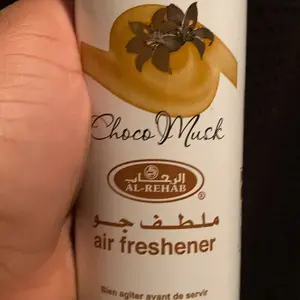 Choco Musk
الرحاب
AL-REHAB
®
ملطف جو
air freshener
Bien agiter avant de servir